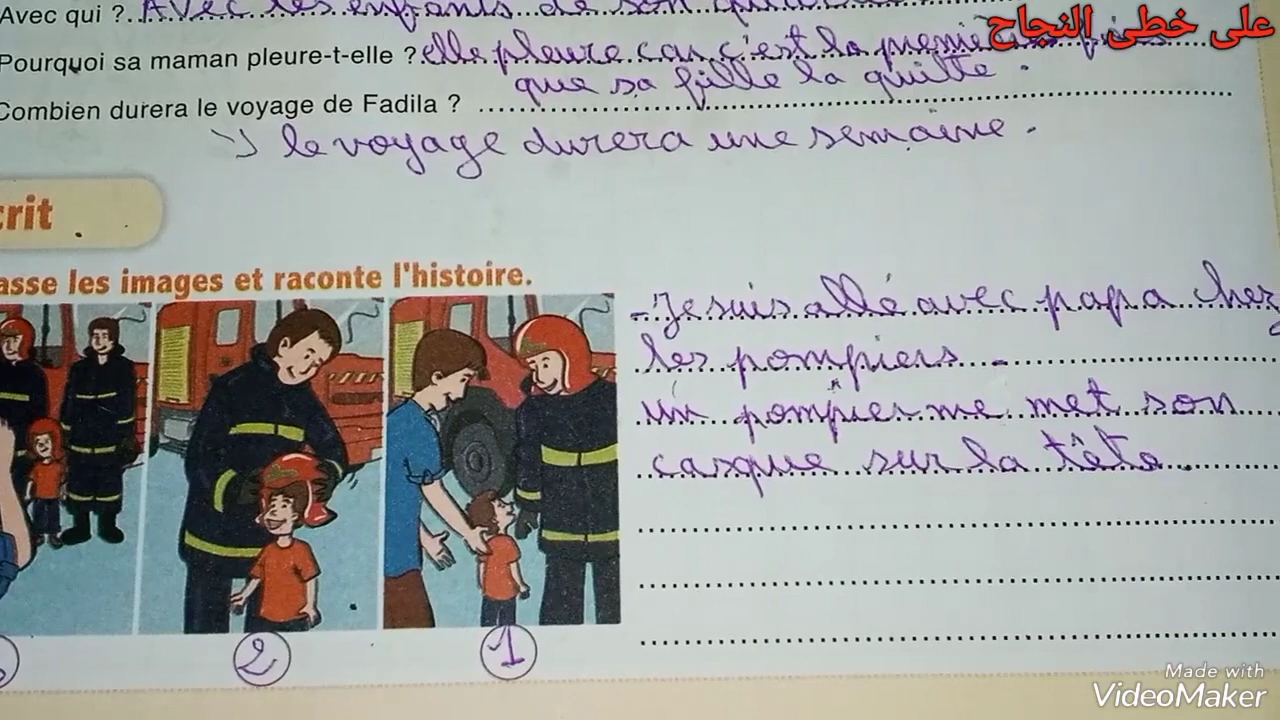 Avec qui ? Avec les enfants de son
على خطى النجاح
Pourquoi sa maman pleure-t-elle ? elle pleure car c'est la première fois
que sa fille la quitte.
Combien durera le voyage de Fadila ?
le voyage durera une semaine.
crit
asse les images et raconte l'histoire.
- Je suis allé avec papa chez
les pompiers -
un pompier me met son
casque sur la tête.
2
1
Made with
VideoMaker